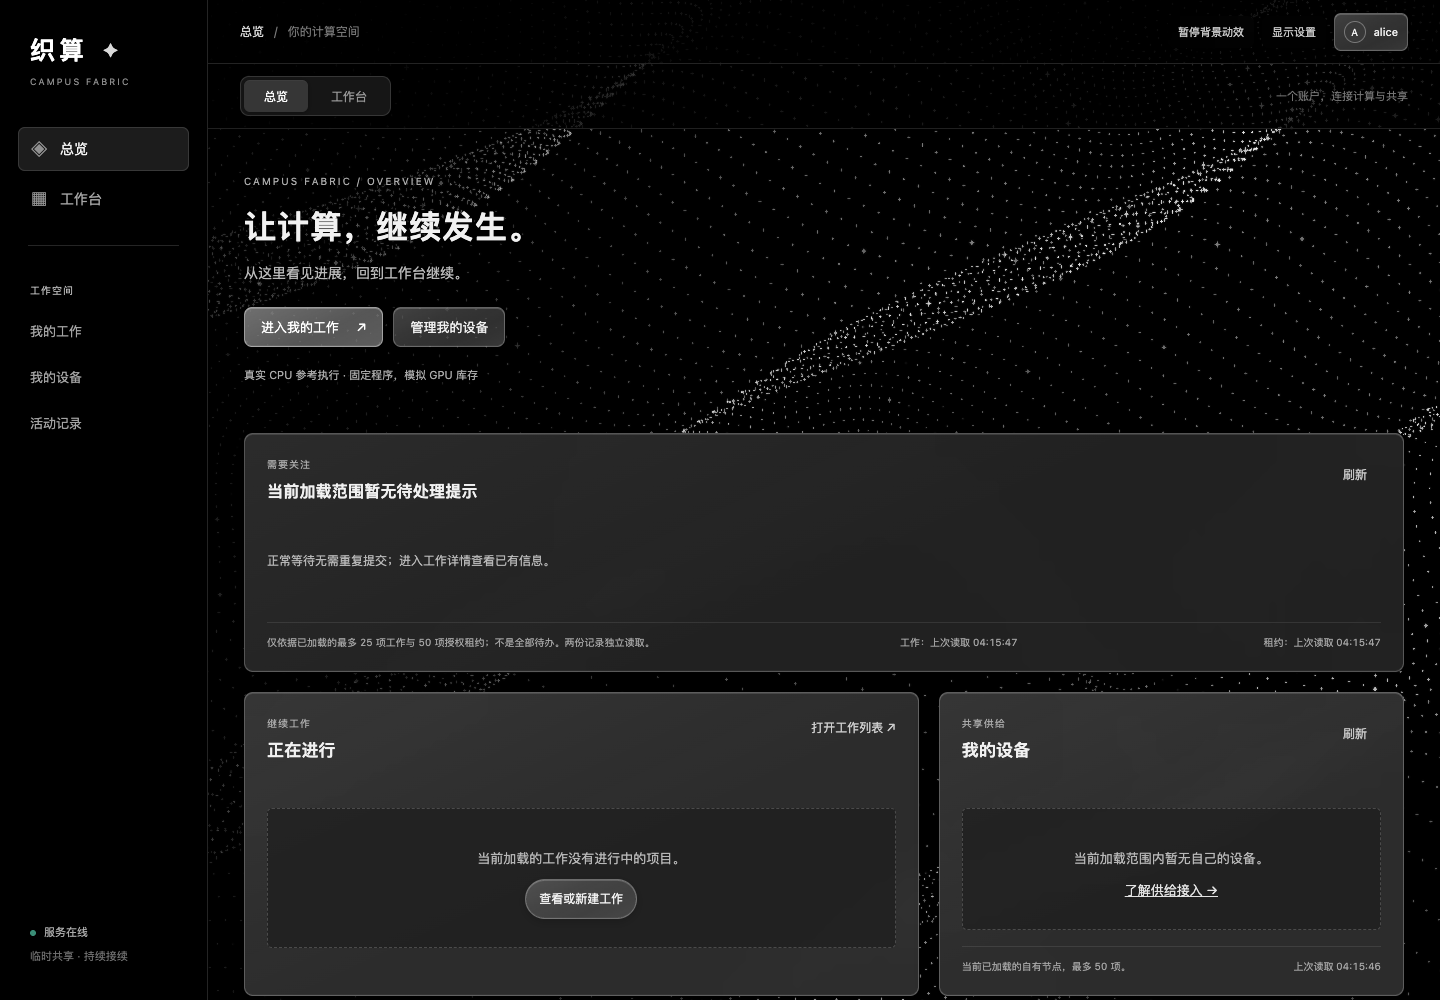 织算 ✦
CAMPUS FABRIC
总览
工作台
工作空间
我的工作
我的设备
活动记录
服务在线
临时共享 · 持续接续
总览 / 你的计算空间
暂停背景动效
显示设置
A alice
总览
工作台
一个账户，连接计算与共享
CAMPUS FABRIC / OVERVIEW
让计算，继续发生。
从这里看见进展，回到工作台继续。
进入我的工作 ↗
管理我的设备
真实 CPU 参考执行 · 固定程序，模拟 GPU 库存
需要关注
当前加载范围暂无待处理提示
刷新
正常等待无需重复提交；进入工作详情查看已有信息。
仅依据已加载的最多 25 项工作与 50 项授权租约；不是全部待办。两份记录独立读取。
工作：上次读取 04:15:47
租约：上次读取 04:15:47
继续工作
正在进行
打开工作列表 ↗
当前加载的工作没有进行中的项目。
查看或新建工作
共享供给
我的设备
刷新
当前加载范围内暂无自己的设备。
了解供给接入 →
当前已加载的自有节点，最多 50 项。
上次读取 04:15:46